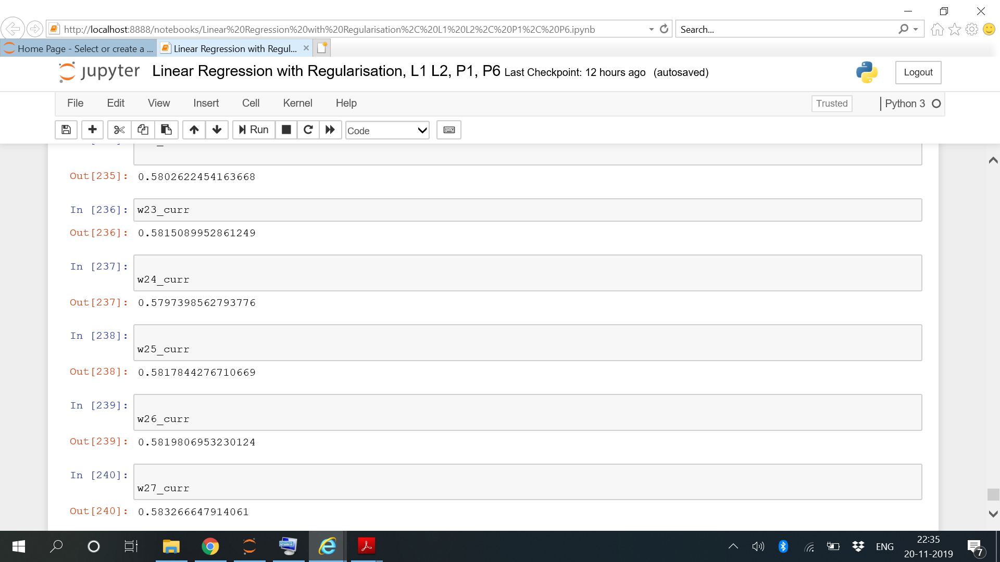 http://localhost:8888/notebooks/Linear%20Regression%20with%20Regularisation%2C%20L1%20L2%2C%20P1%2C%20P6.ipynb
Search...
Home Page - Select or create a ...
Linear Regression with Regul...
jupyter Linear Regression with Regularisation, L1 L2, P1, P6 Last Checkpoint: 12 hours ago (autosaved)
Logout
File Edit View Insert Cell Kernel Help
Trusted
Python 3
Run
Code
Out[235]: 0.5802622454163668
In [236]: w23_curr
Out[236]: 0.5815089952861249
In [237]:
w24_curr
Out[237]: 0.5797398562793776
In [238]:
w25_curr
Out[238]: 0.5817844276710669
In [239]:
w26_curr
Out[239]: 0.5819806953230124
In [240]:
w27_curr
Out[240]: 0.583266647914061
ENG
22:35
20-11-2019
7